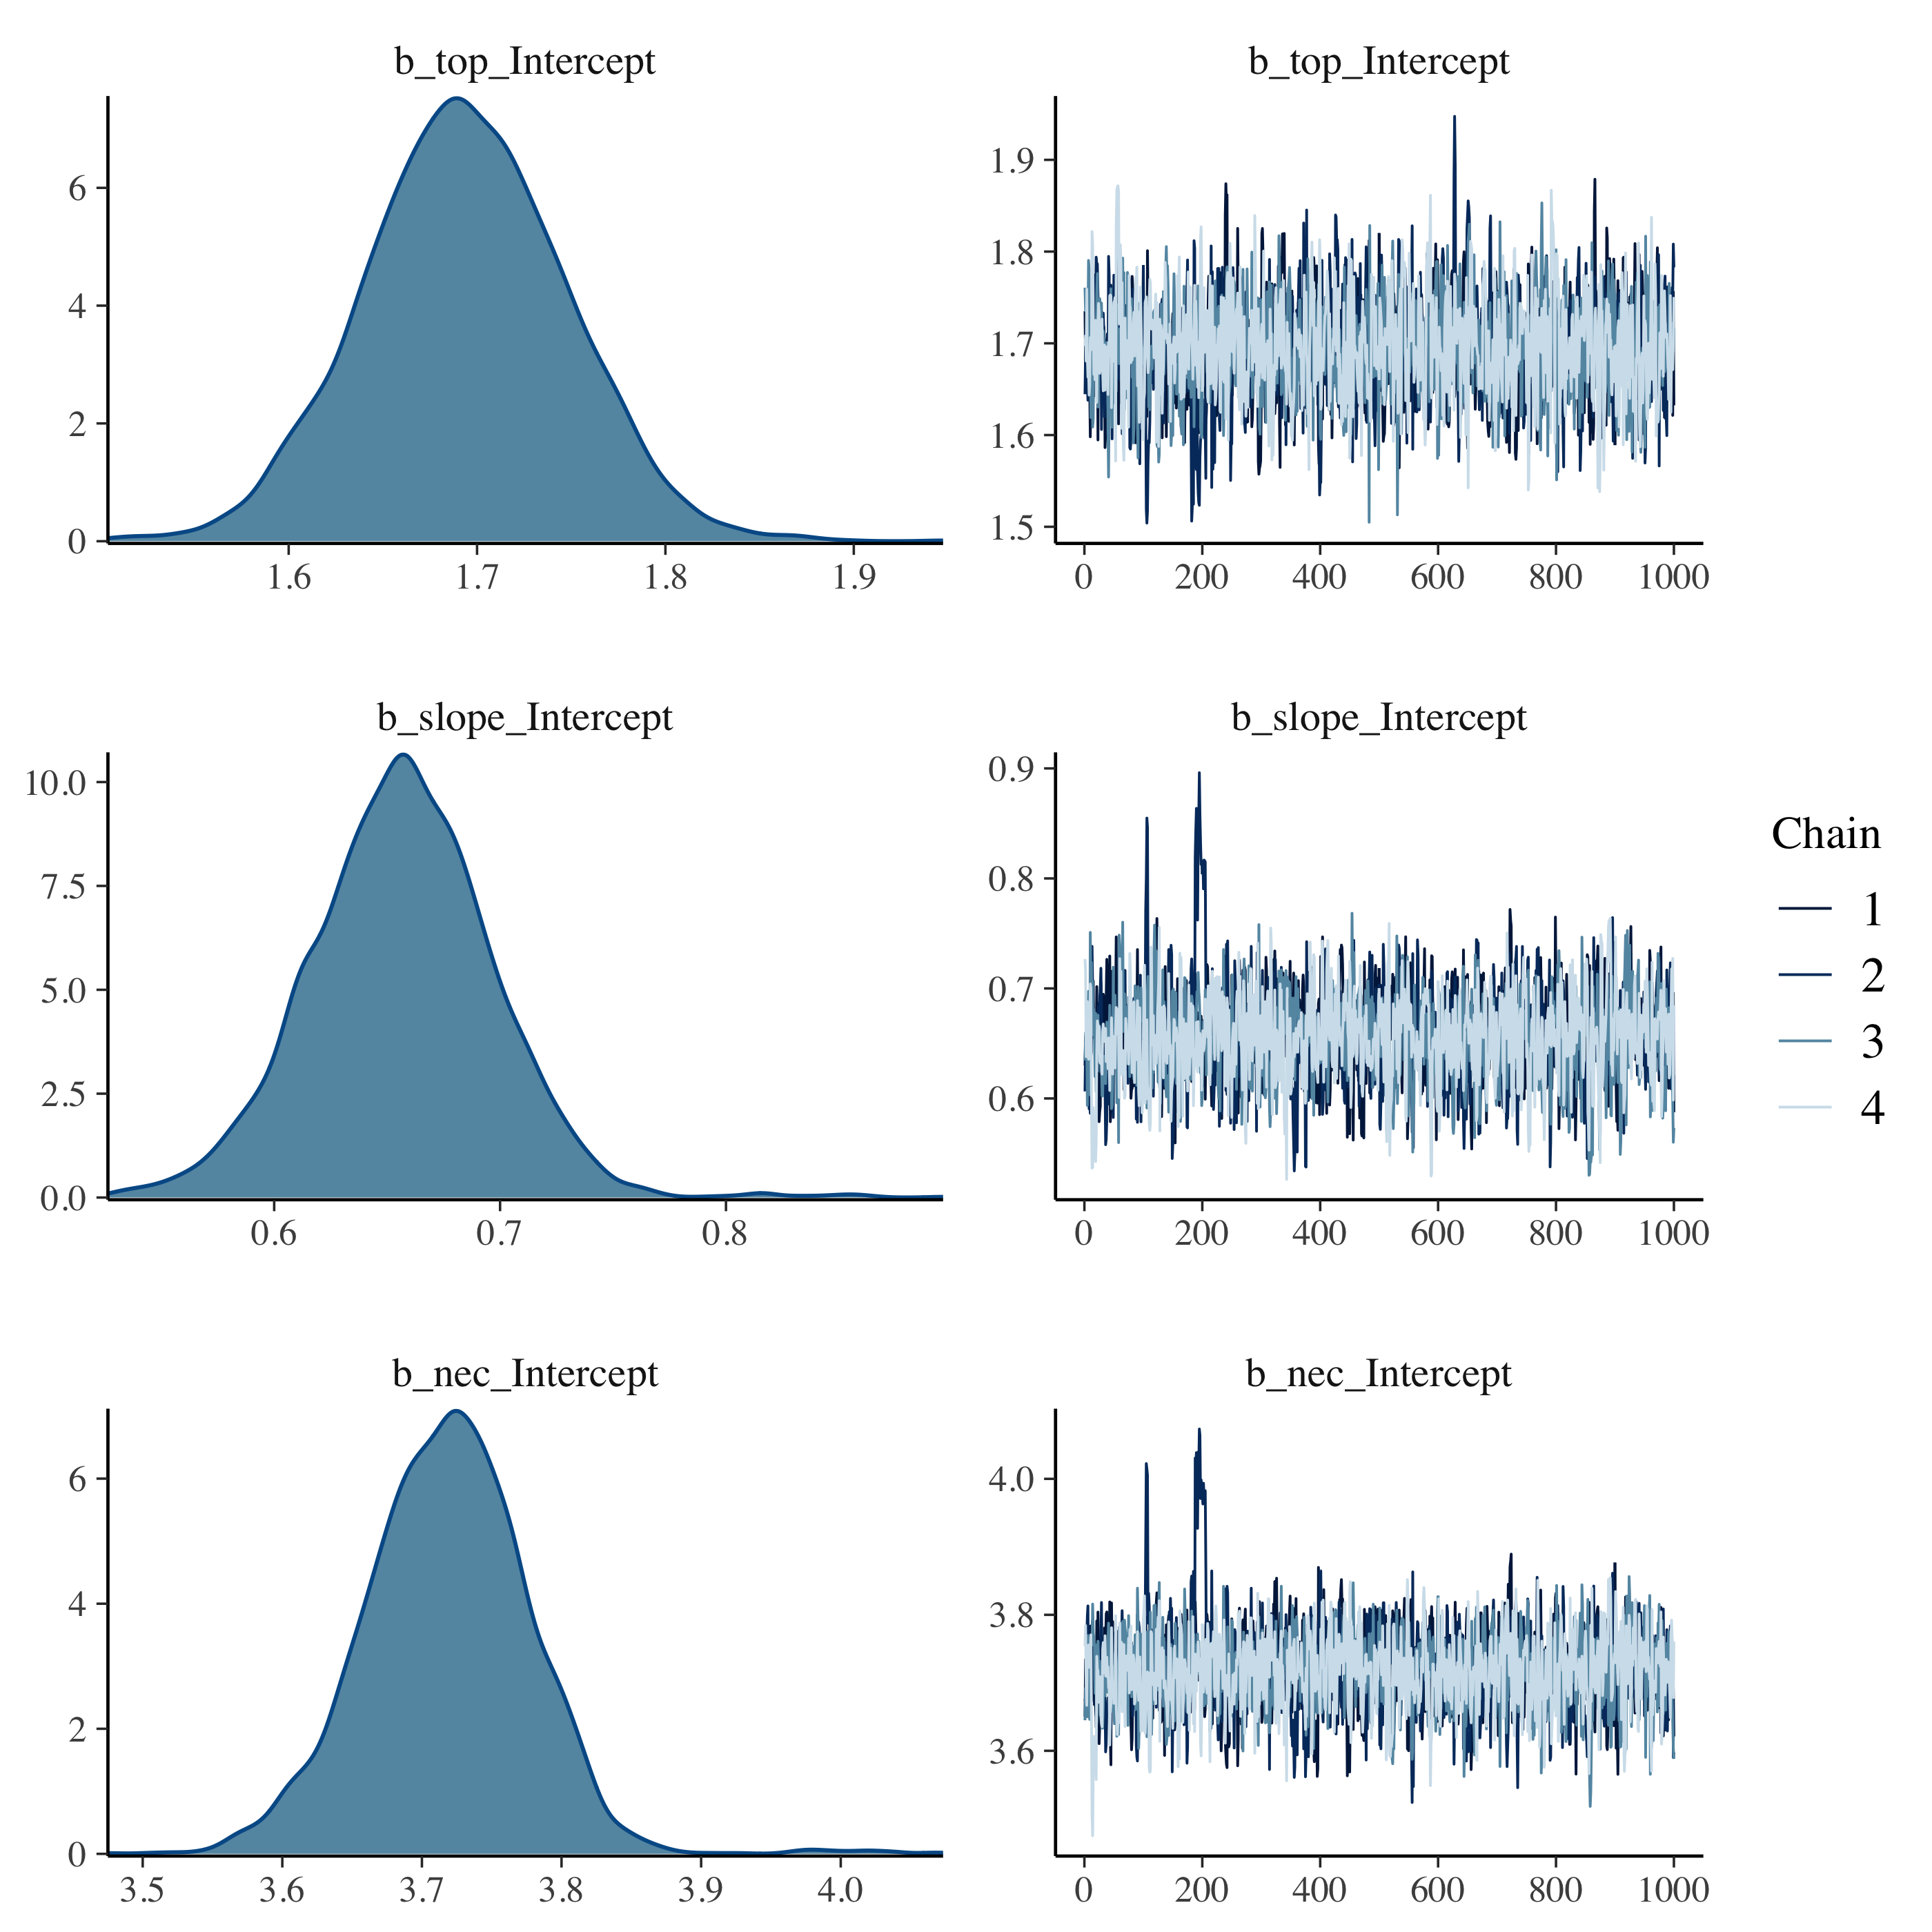 b_top_Intercept
b_top_Intercept
6
4
2
0
1.6 1.7 1.8 1.9
1.9
1.8
1.7
1.6
1.5
0 200 400 600 800 1000
b_slope_Intercept
b_slope_Intercept
10.0
7.5
5.0
2.5
0.0
0.6 0.7 0.8
0.9
0.8
0.7
0.6
0 200 400 600 800 1000
Chain
1
2
3
4
b_nec_Intercept
b_nec_Intercept
6
4
2
0
3.5 3.6 3.7 3.8 3.9 4.0
4.0
3.8
3.6
0 200 400 600 800 1000